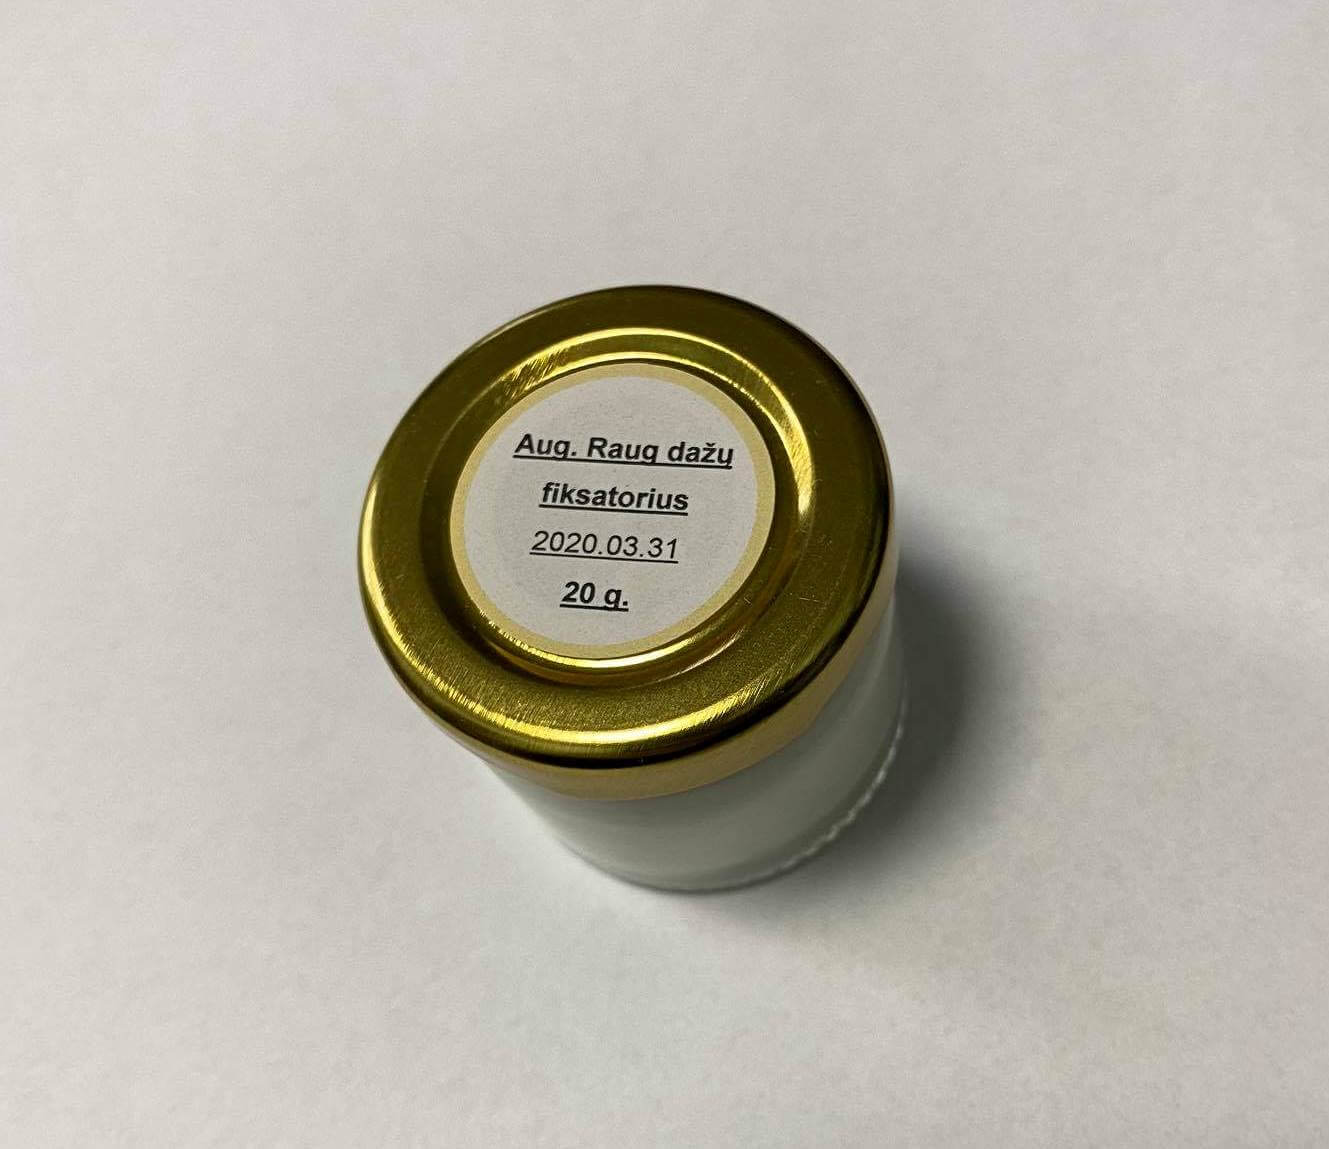 Aug. Raug dažų
fiksatorius
2020.03.31
20 g.